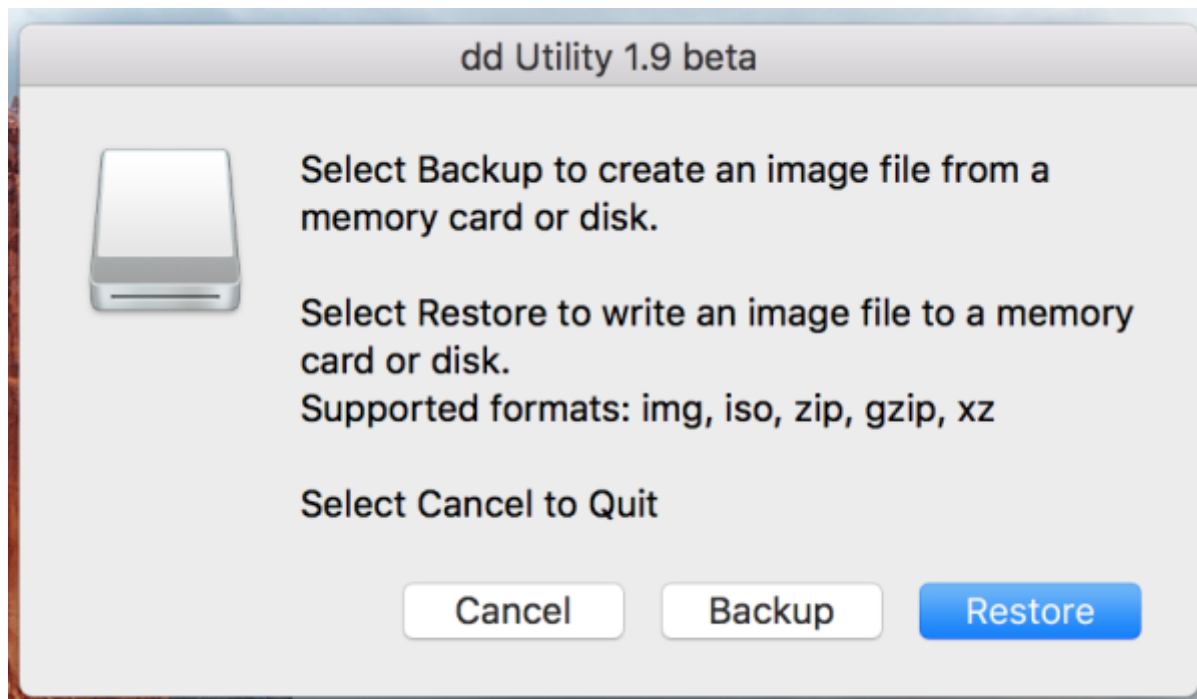 dd Utility 1.9 beta
Select Backup to create an image file from a
memory card or disk.
Select Restore to write an image file to a memory
card or disk.
Supported formats: img, iso, zip, gzip, xz
Select Cancel to Quit
Cancel Backup Restore